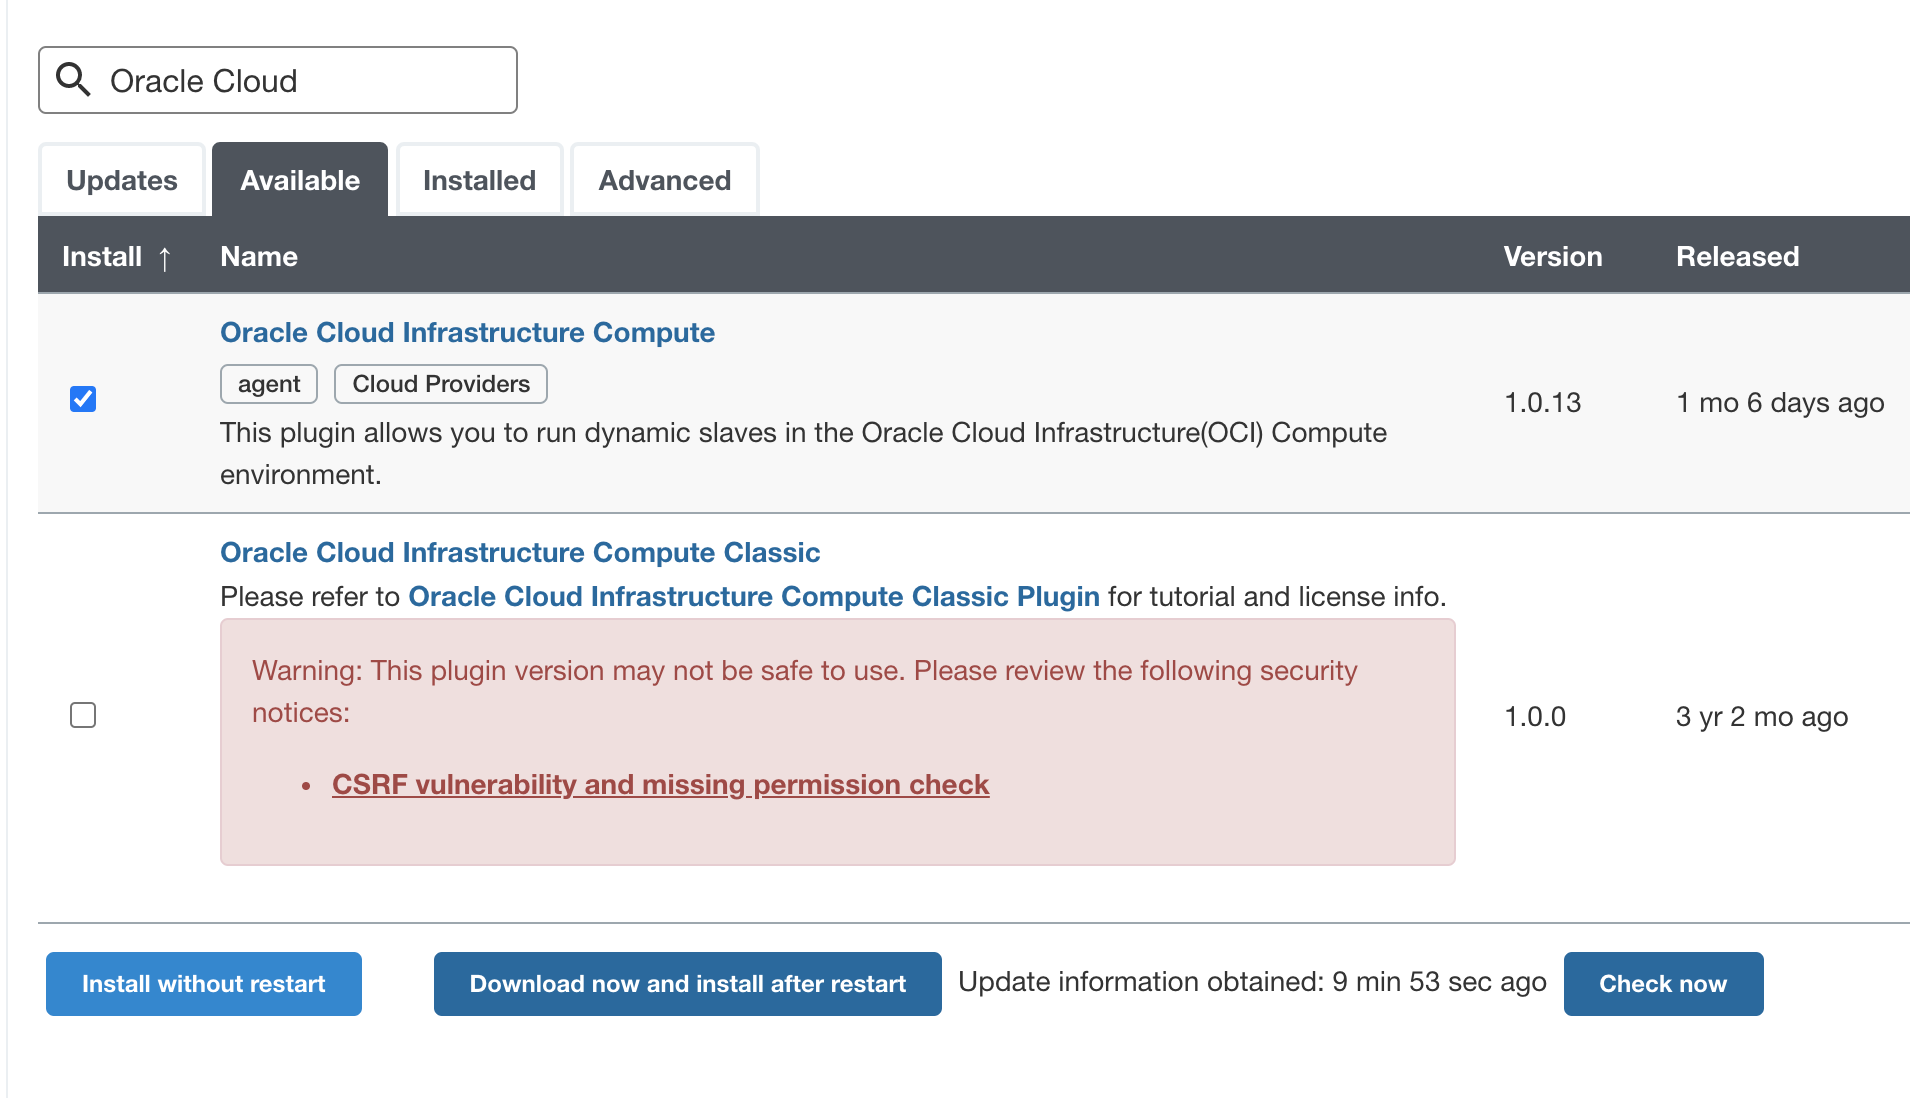 Oracle Cloud
Updates Available Installed Advanced
Install ↑ Name Version Released
Oracle Cloud Infrastructure Compute
agent Cloud Providers
This plugin allows you to run dynamic slaves in the Oracle Cloud Infrastructure(OCI) Compute
environment.
1.0.13 1 mo 6 days ago
Oracle Cloud Infrastructure Compute Classic
Please refer to Oracle Cloud Infrastructure Compute Classic Plugin for tutorial and license info.
Warning: This plugin version may not be safe to use. Please review the following security
notices:
• CSRF vulnerability and missing permission check
1.0.0 3 yr 2 mo ago
Install without restart Download now and install after restart Update information obtained: 9 min 53 sec ago Check now